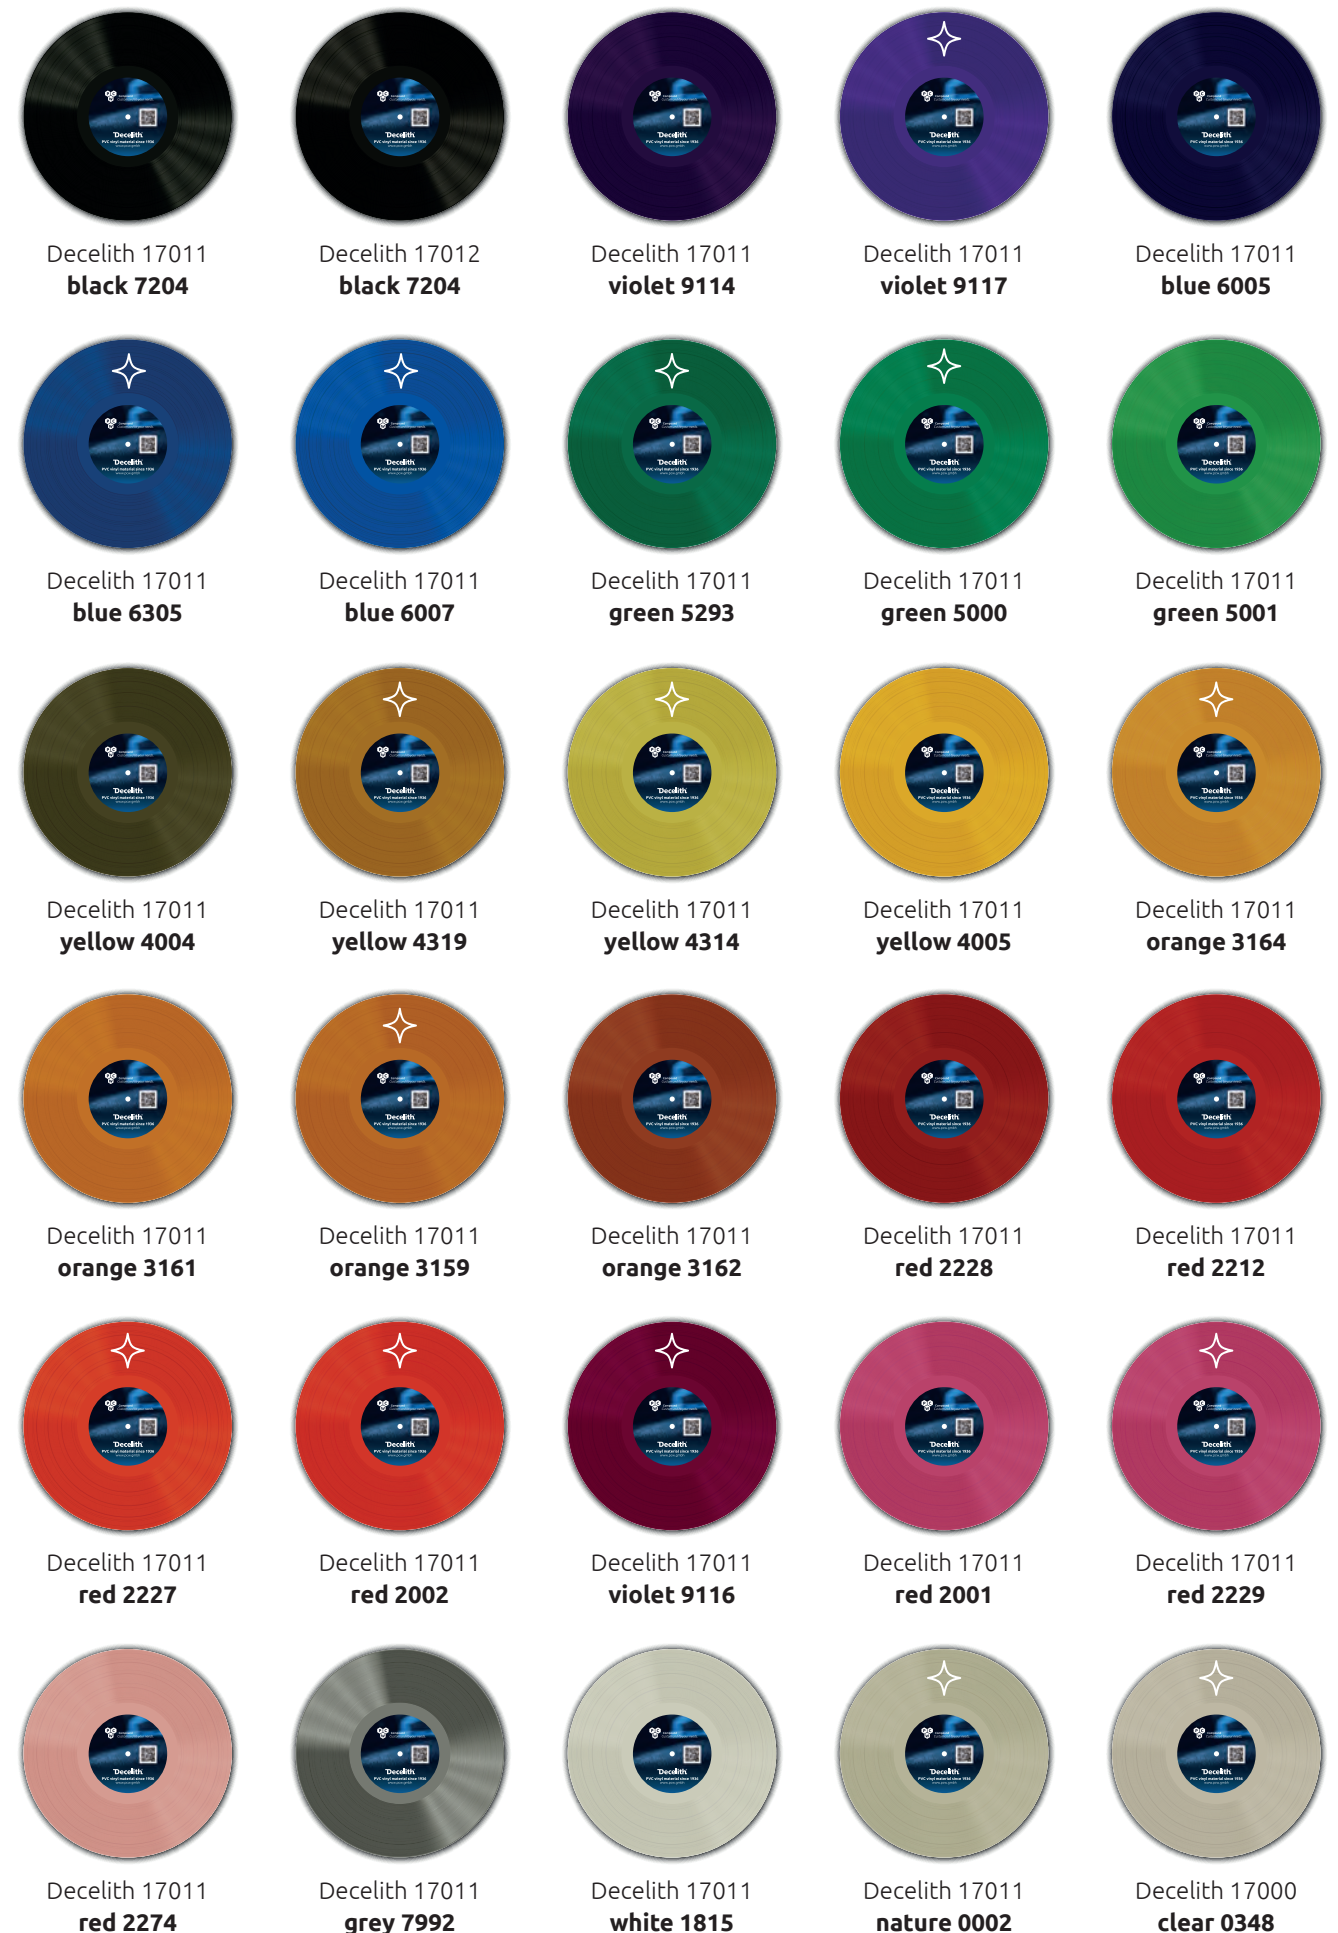 Decelith 17011
black 7204
Decelith 17012
black 7204
Decelith 17011
violet 9114
Decelith 17011
violet 9117
Decelith 17011
blue 6005
Decelith 17011
blue 6305
Decelith 17011
blue 6007
Decelith 17011
green 5293
Decelith 17011
green 5000
Decelith 17011
green 5001
Decelith 17011
yellow 4004
Decelith 17011
yellow 4319
Decelith 17011
yellow 4314
Decelith 17011
yellow 4005
Decelith 17011
orange 3164
Decelith 17011
orange 3161
Decelith 17011
orange 3159
Decelith 17011
orange 3162
Decelith 17011
red 2228
Decelith 17011
red 2212
Decelith 17011
red 2227
Decelith 17011
red 2002
Decelith 17011
violet 9116
Decelith 17011
red 2001
Decelith 17011
red 2229
Decelith 17011
red 2274
Decelith 17011
grey 7992
Decelith 17011
white 1815
Decelith 17011
nature 0002
Decelith 17000
clear 0348